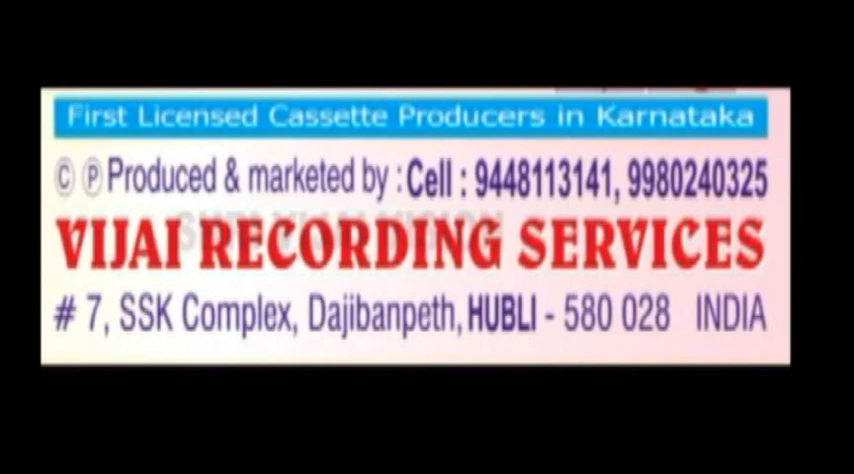 First Licensed Cassette Producers in Karnataka
© ℗ Produced & marketed by : Cell : 9448113141, 9980240325
VIJAI RECORDING SERVICES
# 7, SSK Complex, Dajibanpeth, HUBLI - 580 028 INDIA